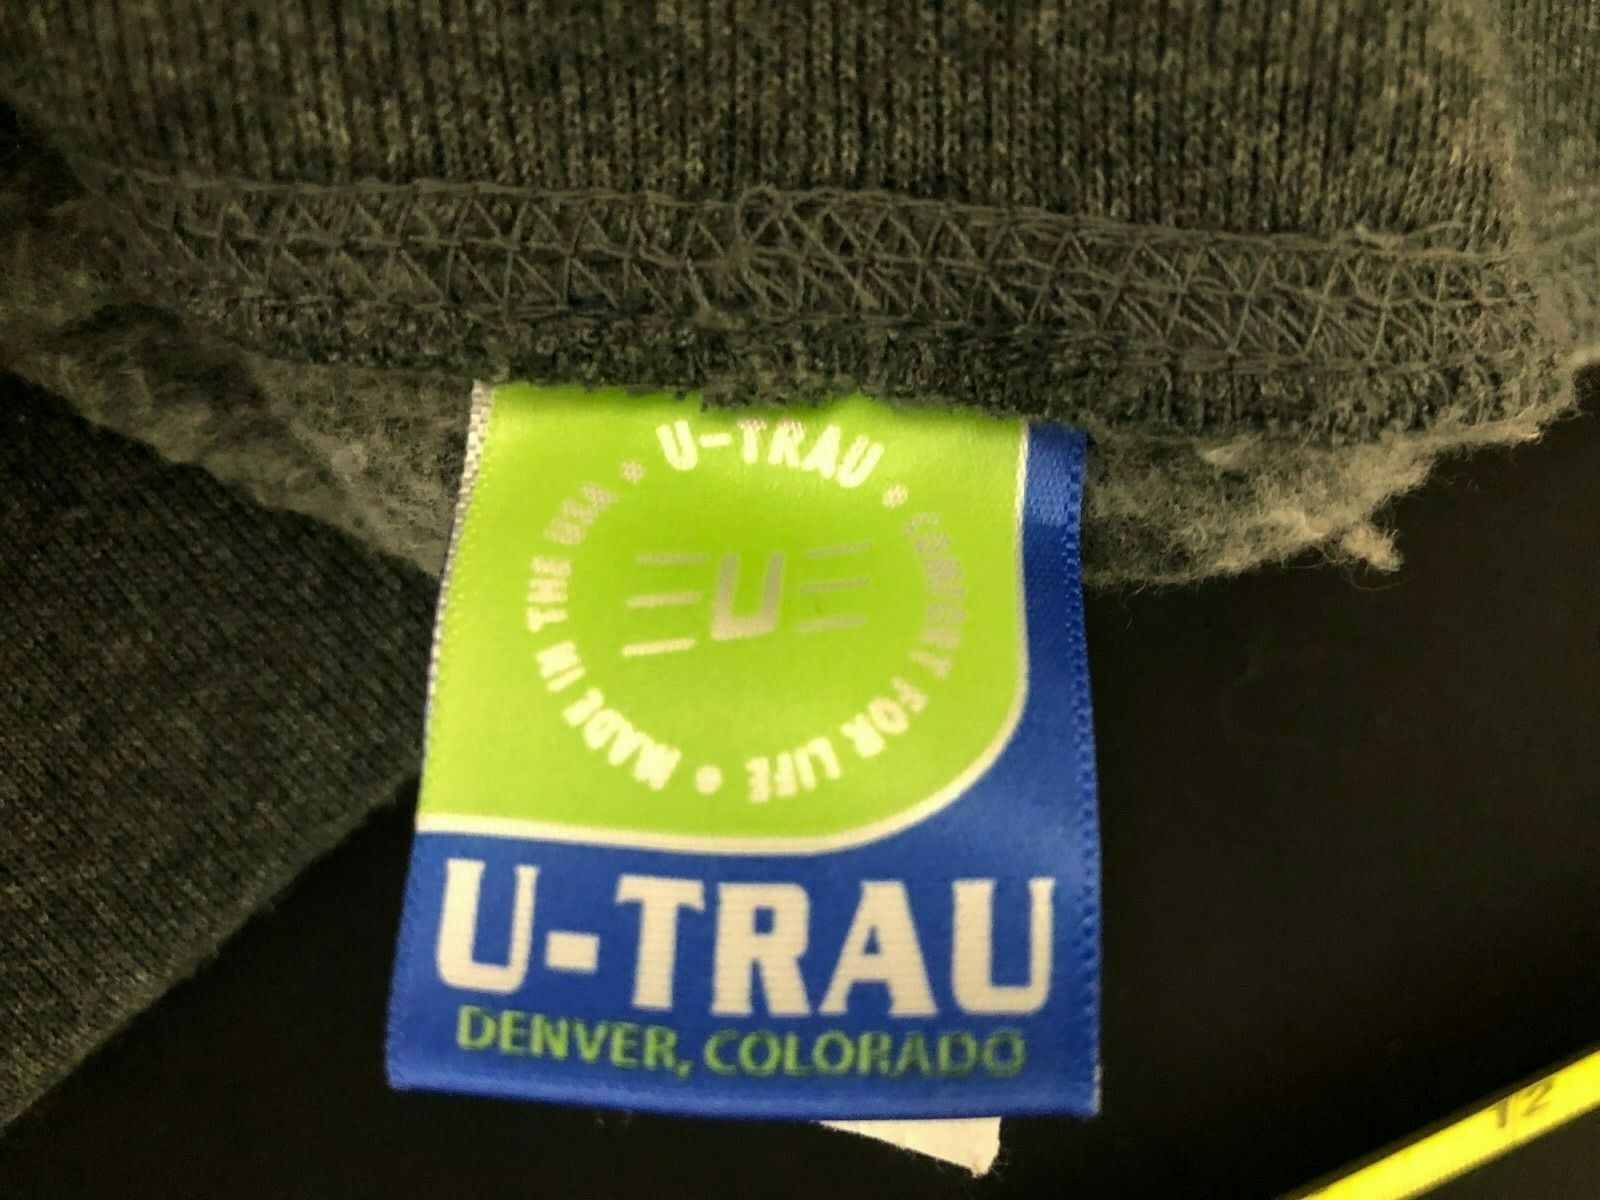 U-TRAU • COMFORT FOR LIFE • MADE IN THE USA •
U
U-TRAU
DENVER, COLORADO
12